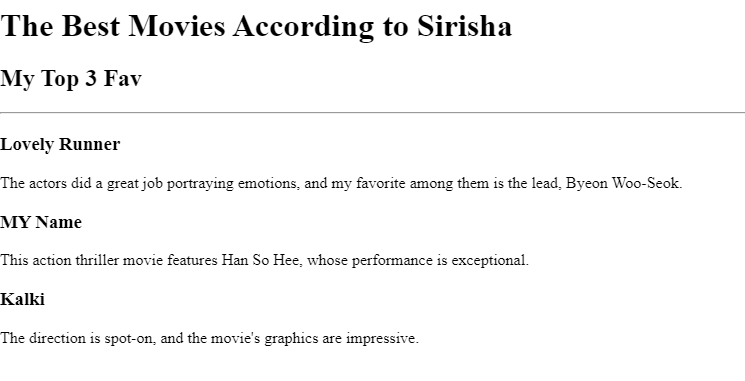 The Best Movies According to Sirisha
My Top 3 Fav
Lovely Runner
The actors did a great job portraying emotions, and my favorite among them is the lead, Byeon Woo-Seok.
MY Name
This action thriller movie features Han So Hee, whose performance is exceptional.
Kalki
The direction is spot-on, and the movie's graphics are impressive.